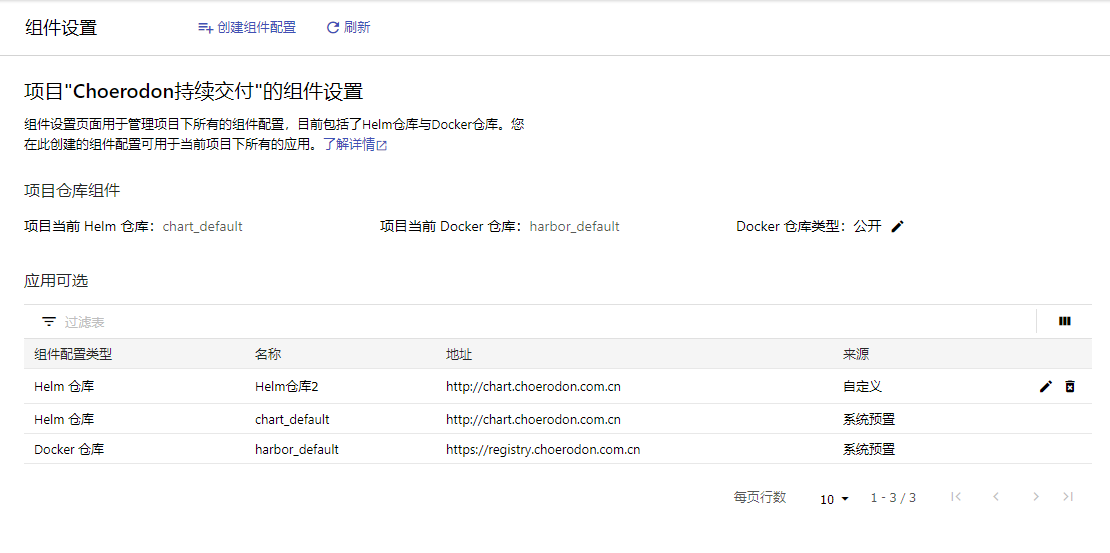 组件设置 创建组件配置 刷新
项目"Choerodon持续交付"的组件设置
组件设置页面用于管理项目下所有的组件配置，目前包括了Helm仓库与Docker仓库。您
在此创建的组件配置可用于当前项目下所有的应用。了解详情
项目仓库组件
项目当前 Helm 仓库：chart_default 项目当前 Docker 仓库：harbor_default Docker 仓库类型：公开
应用可选
过滤表
组件配置类型 名称 地址 来源
Helm 仓库 Helm仓库2 http://chart.choerodon.com.cn 自定义
Helm 仓库 chart_default http://chart.choerodon.com.cn 系统预置
Docker 仓库 harbor_default https://registry.choerodon.com.cn 系统预置
每页行数 10 1 - 3 / 3